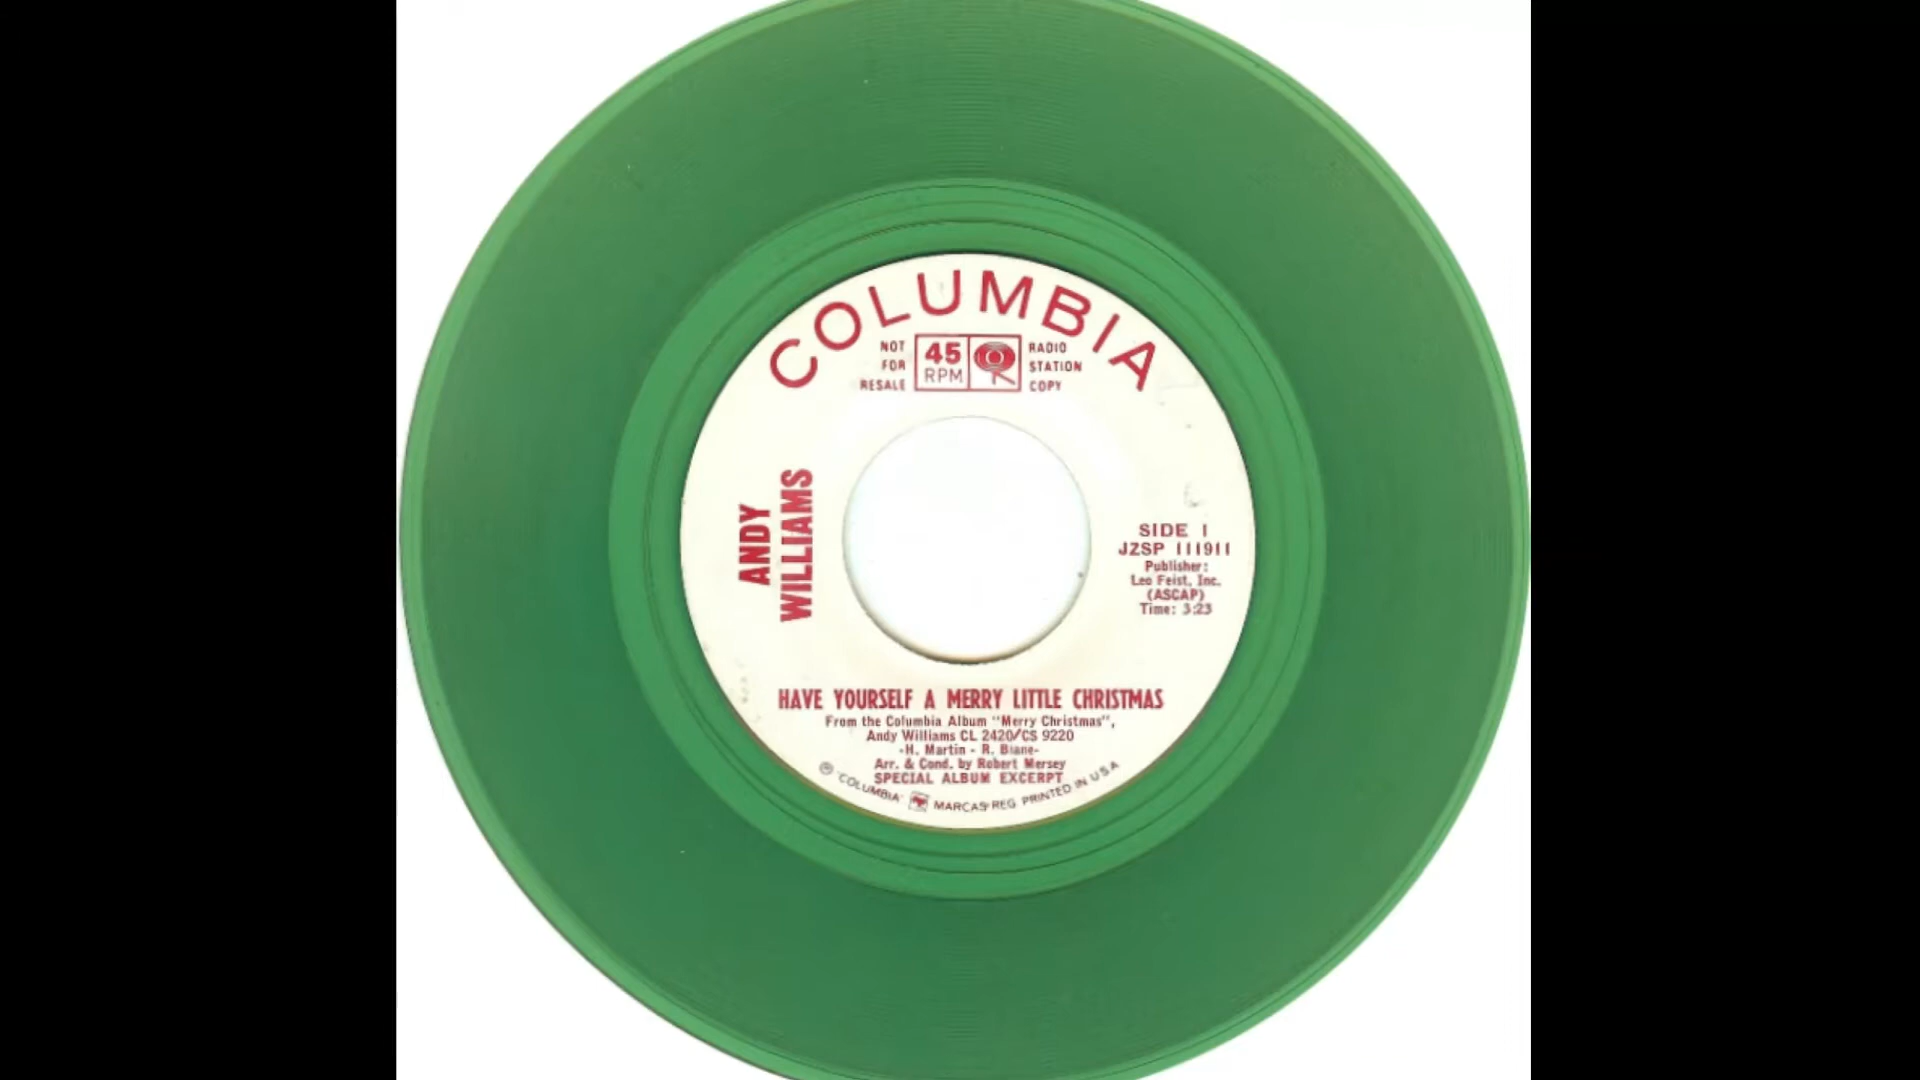 COLUMBIA
NOT
FOR
RESALE
45
RPM
RADIO
STATION
COPY
ANDY
WILLIAMS
SIDE 1
JZSP 111911
Publisher:
Leo Feist, Inc.
(ASCAP)
Time: 3:23
HAVE YOURSELF A MERRY LITTLE CHRISTMAS
From the Columbia Album "Merry Christmas",
Andy Williams CL 2420/CS 9220
-H. Martin - R. Blane-
Arr. & Cond. by Robert Mersey
SPECIAL ALBUM EXCERPT
℗ "COLUMBIA" MARCAS REG. PRINTED IN U S A